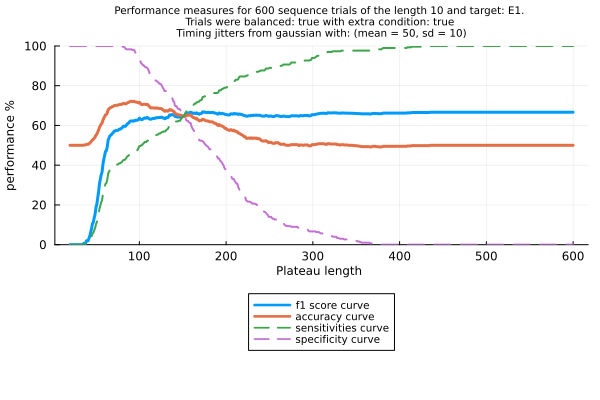 Performance measures for 600 sequence trials of the length 10 and target: E1.
Trials were balanced: true with extra condition: true
Timing jitters from gaussian with: (mean = 50, sd = 10)
100
80
60
40
20
0
performance %
100 200 300 400 500 600
Plateau length
f1 score curve
accuracy curve
sensitivities curve
specificity curve